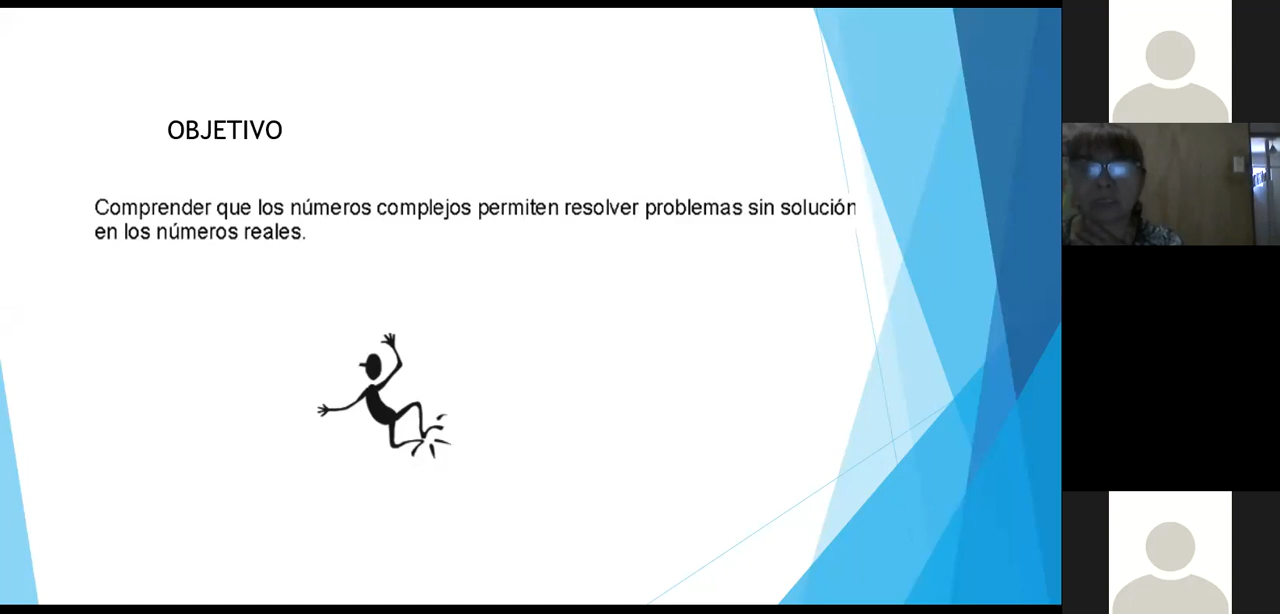 OBJETIVO
Comprender que los números complejos permiten resolver problemas sin solución
en los números reales.